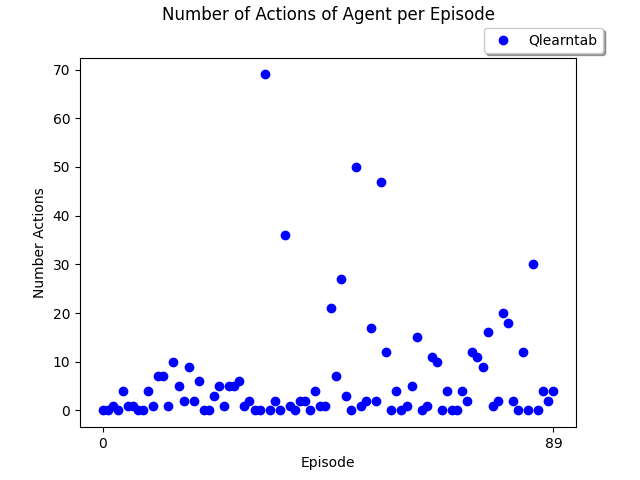 Number of Actions of Agent per Episode
Qlearntab
70
60
50
40
30
20
10
0
Number Actions
0 89
Episode